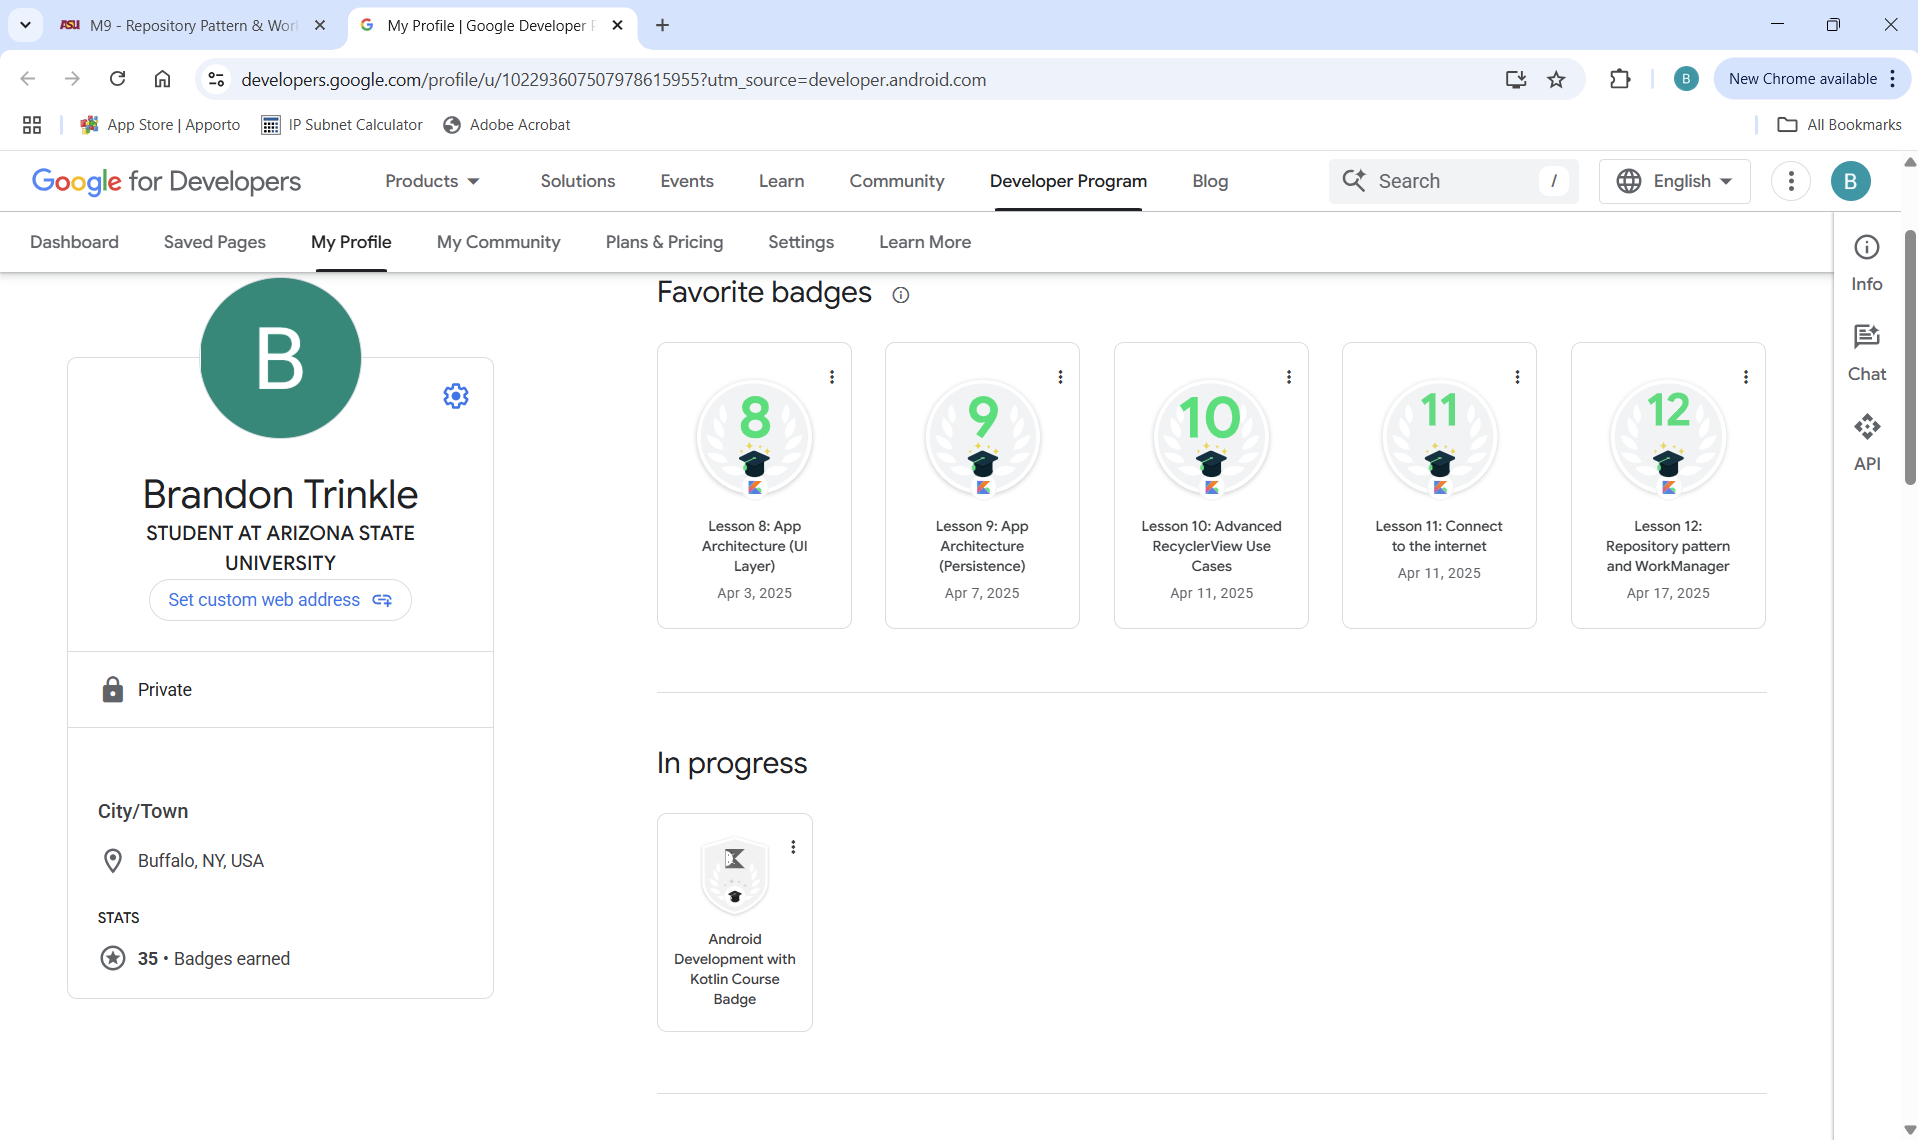 M9 - Repository Pattern & Wor
My Profile | Google Developer P
developers.google.com/profile/u/102293607507978615955?utm_source=developer.android.com
B
New Chrome available
App Store | Apporto
IP Subnet Calculator
Adobe Acrobat
All Bookmarks
Google for Developers
Products
Solutions
Events
Learn
Community
Developer Program
Blog
Search
/
English
B
Dashboard
Saved Pages
My Profile
My Community
Plans & Pricing
Settings
Learn More
Info
Chat
API
B
Brandon Trinkle
STUDENT AT ARIZONA STATE
UNIVERSITY
Set custom web address
Private
City/Town
Buffalo, NY, USA
STATS
35 • Badges earned
Favorite badges
8
Lesson 8: App
Architecture (UI
Layer)
Apr 3, 2025
9
Lesson 9: App
Architecture
(Persistence)
Apr 7, 2025
10
Lesson 10: Advanced
RecyclerView Use
Cases
Apr 11, 2025
11
Lesson 11: Connect
to the internet
Apr 11, 2025
12
Lesson 12:
Repository pattern
and WorkManager
Apr 17, 2025
In progress
Android
Development with
Kotlin Course
Badge